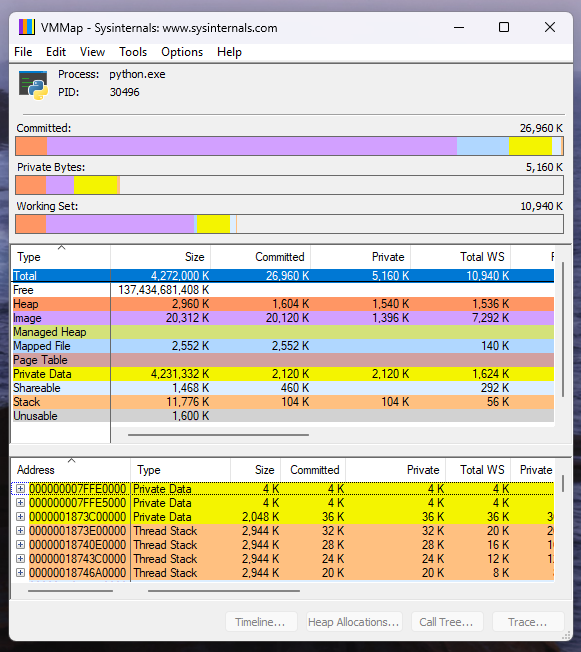 VMMap - Sysinternals: www.sysinternals.com
File Edit View Tools Options Help
Process: python.exe
PID: 30496
Committed: 26,960 K
Private Bytes: 5,160 K
Working Set: 10,940 K
Type Size Committed Private Total WS
Total 4,272,000 K 26,960 K 5,160 K 10,940 K
Free 137,434,681,408 K
Heap 2,960 K 1,604 K 1,540 K 1,536 K
Image 20,312 K 20,120 K 1,396 K 7,292 K
Managed Heap
Mapped File 2,552 K 2,552 K 140 K
Page Table
Private Data 4,231,332 K 2,120 K 2,120 K 1,624 K
Shareable 1,468 K 460 K 292 K
Stack 11,776 K 104 K 104 K 56 K
Unusable 1,600 K
Address Type Size Committed Private Total WS Private
000000007FFE0000 Private Data 4 K 4 K 4 K 4 K
000000007FFE5000 Private Data 4 K 4 K 4 K 4 K
0000001873C00000 Private Data 2,048 K 36 K 36 K 36 K
0000001873E00000 Thread Stack 2,944 K 32 K 32 K 20 K
00000018740E0000 Thread Stack 2,944 K 28 K 28 K 16 K
00000018743C0000 Thread Stack 2,944 K 24 K 24 K 12 K
00000018746A0000 Thread Stack 2,944 K 20 K 20 K 8 K
Timeline... Heap Allocations... Call Tree... Trace...